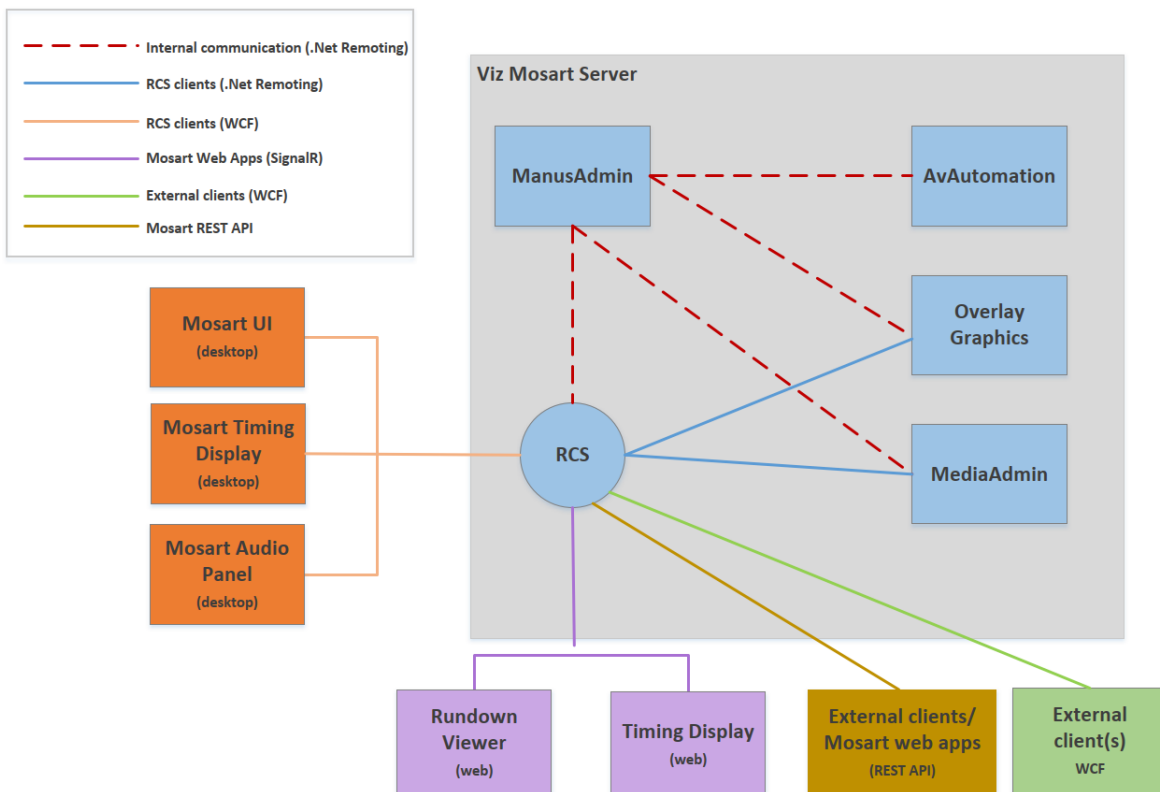 Internal communication (.Net Remoting)
RCS clients (.Net Remoting)
RCS clients (WCF)
Mosart Web Apps (SignalR)
External clients (WCF)
Mosart REST API
Viz Mosart Server
ManusAdmin
AvAutomation
Overlay
Graphics
MediaAdmin
RCS
Mosart UI
(desktop)
Mosart Timing
Display
(desktop)
Mosart Audio
Panel
(desktop)
Rundown
Viewer
(web)
Timing Display
(web)
External clients/
Mosart web apps
(REST API)
External
client(s)
WCF